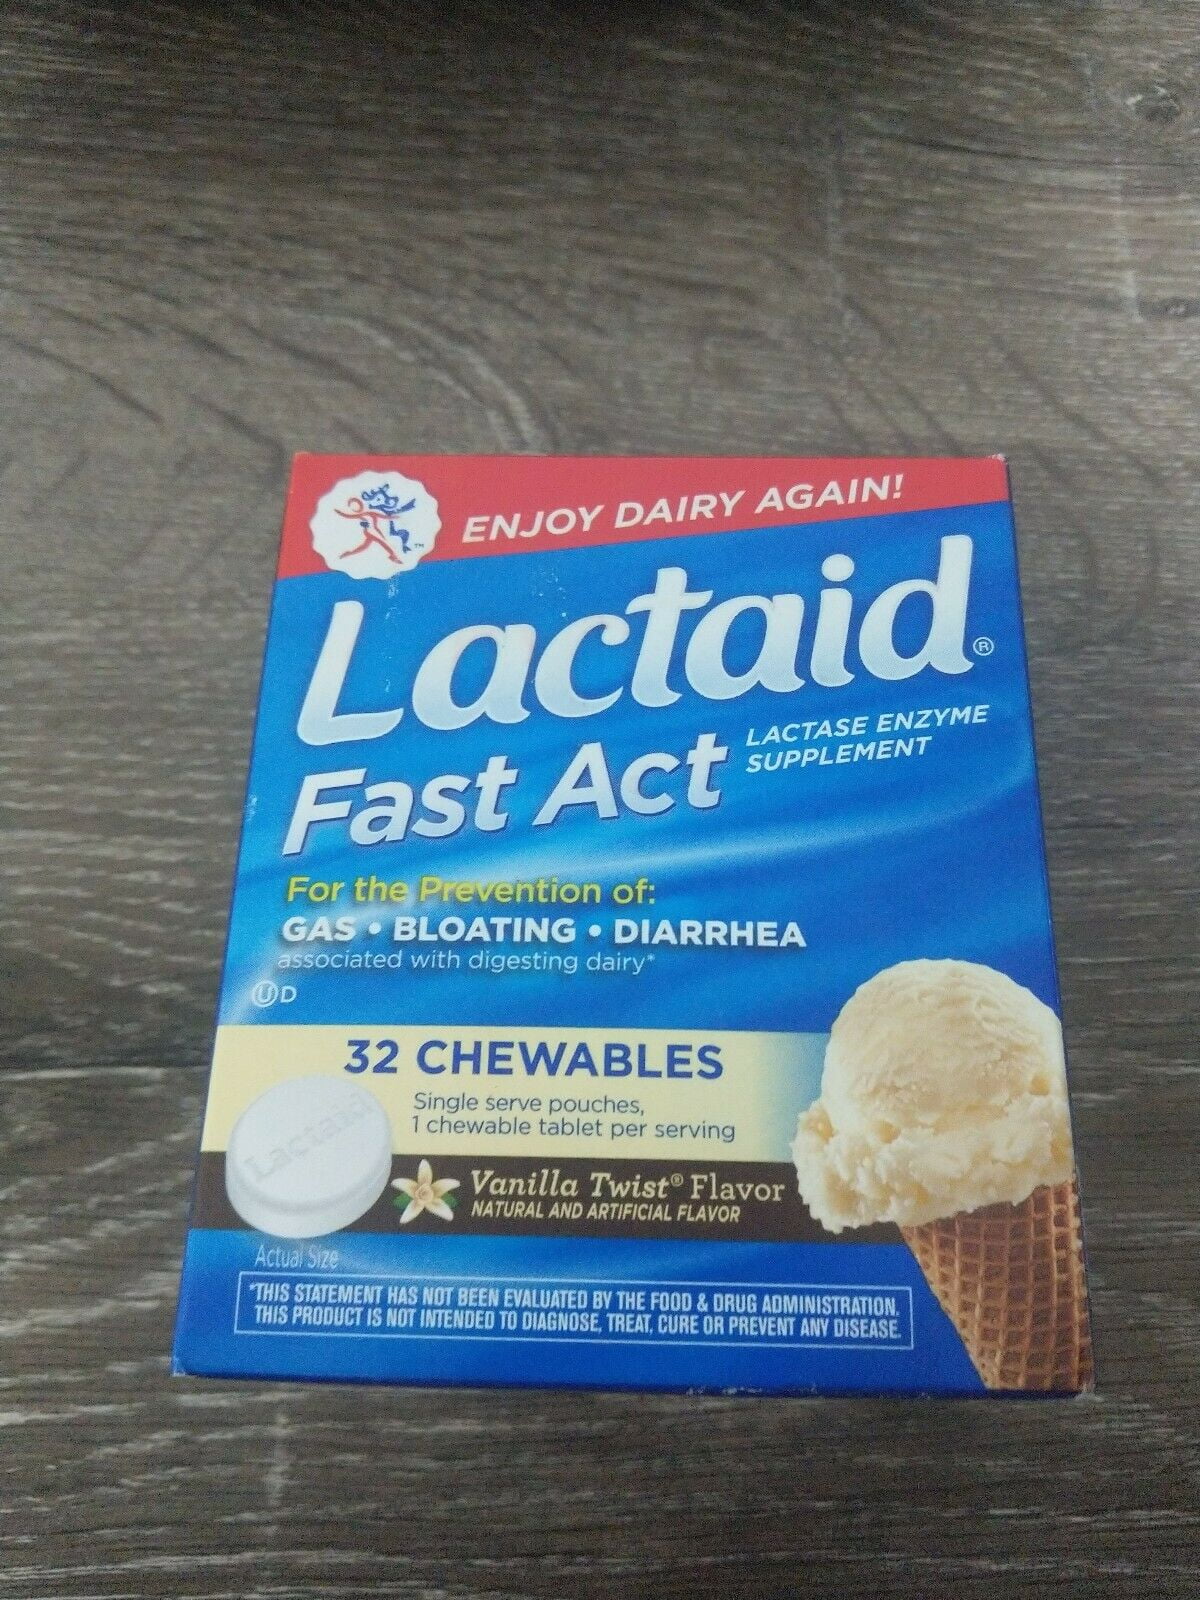 ENJOY DAIRY AGAIN!
™
Lactaid®
Fast Act
LACTASE ENZYME
SUPPLEMENT
For the Prevention of:
GAS • BLOATING • DIARRHEA
associated with digesting dairy*
Ⓤ D
32 CHEWABLES
Single serve pouches,
1 chewable tablet per serving
Lactaid
Vanilla Twist® Flavor
NATURAL AND ARTIFICIAL FLAVOR
Actual Size
*THIS STATEMENT HAS NOT BEEN EVALUATED BY THE FOOD & DRUG ADMINISTRATION.
THIS PRODUCT IS NOT INTENDED TO DIAGNOSE, TREAT, CURE OR PREVENT ANY DISEASE.